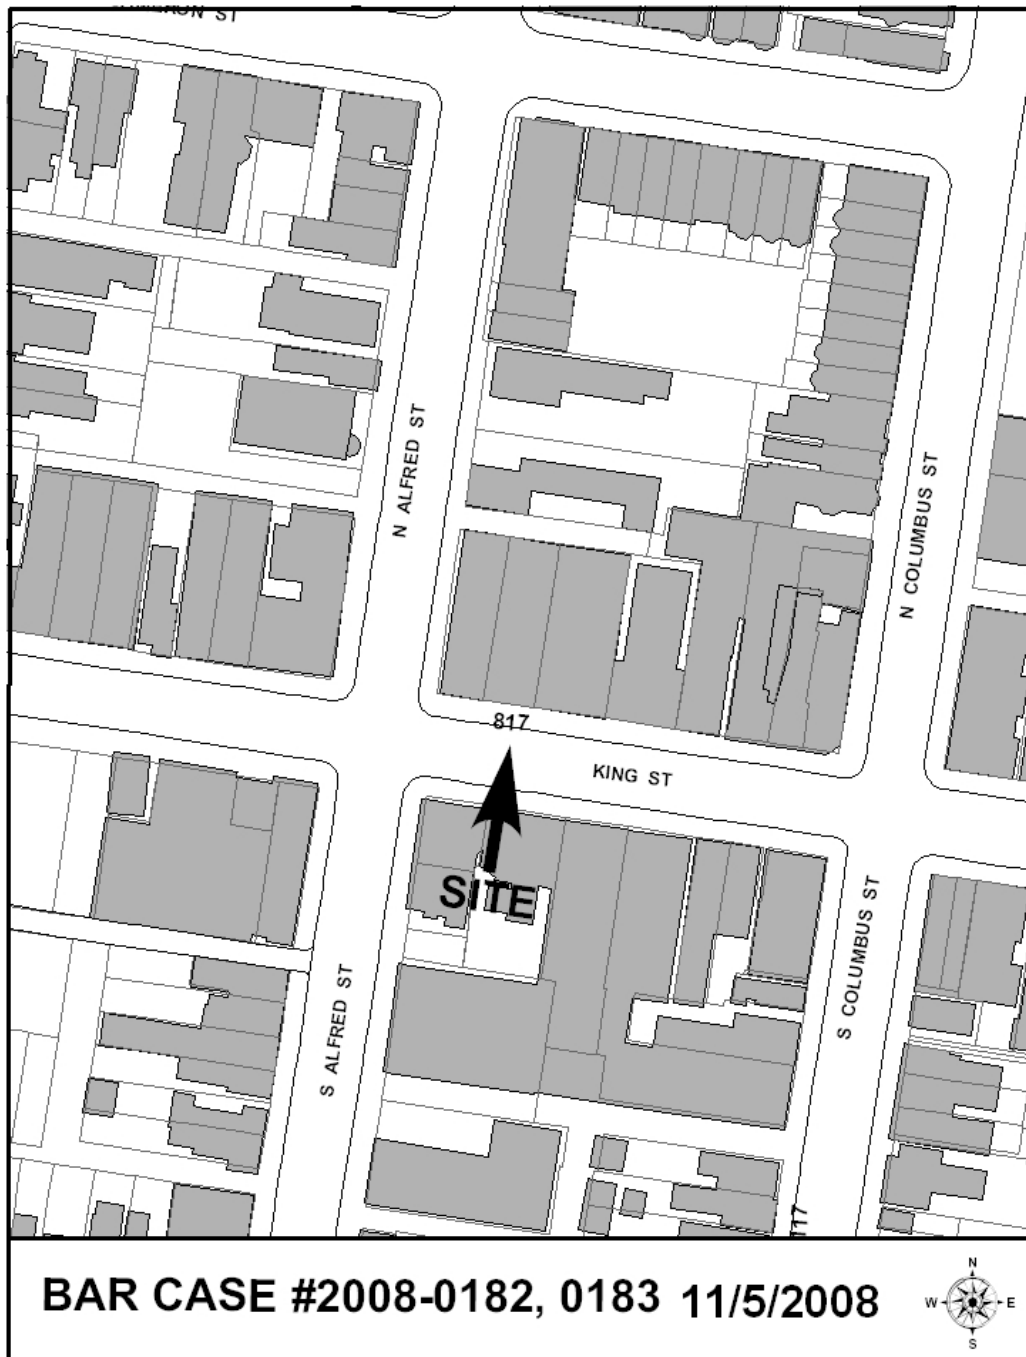 N ALFRED ST
N COLUMBUS ST
817
KING ST
SITE
S COLUMBUS ST
S ALFRED ST
117
BAR CASE #2008-0182, 0183 11/5/2008
N
W E
S